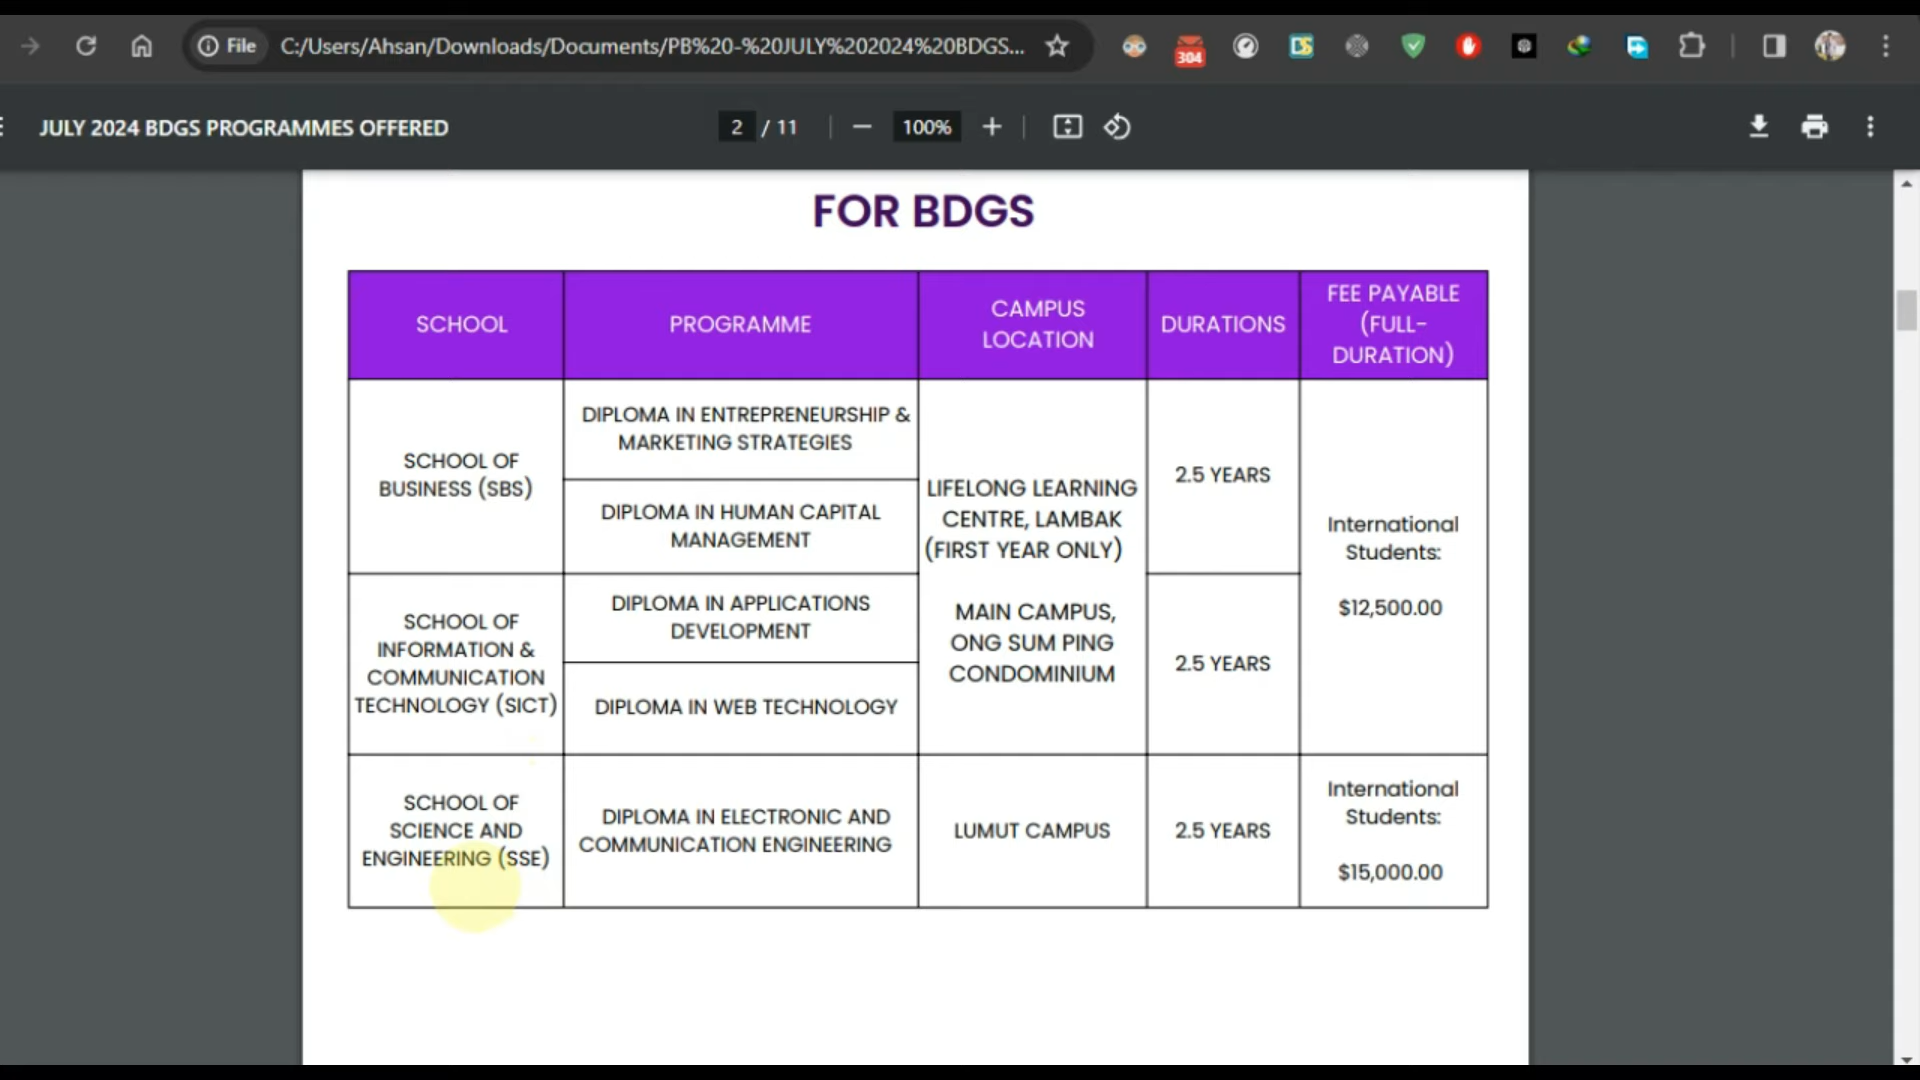 File
C:/Users/Ahsan/Downloads/Documents/PB%20-%20JULY%202024%20BDGS...
304
DS
JULY 2024 BDGS PROGRAMMES OFFERED
2 / 11
100%
FOR BDGS
SCHOOL
PROGRAMME
CAMPUS
LOCATION
DURATIONS
FEE PAYABLE
(FULL-
DURATION)
SCHOOL OF
BUSINESS (SBS)
DIPLOMA IN ENTREPRENEURSHIP &
MARKETING STRATEGIES
DIPLOMA IN HUMAN CAPITAL
MANAGEMENT
LIFELONG LEARNING
CENTRE, LAMBAK
(FIRST YEAR ONLY)
MAIN CAMPUS,
ONG SUM PING
CONDOMINIUM
2.5 YEARS
International
Students:
$12,500.00
SCHOOL OF
INFORMATION &
COMMUNICATION
TECHNOLOGY (SICT)
DIPLOMA IN APPLICATIONS
DEVELOPMENT
DIPLOMA IN WEB TECHNOLOGY
2.5 YEARS
SCHOOL OF
SCIENCE AND
ENGINEERING (SSE)
DIPLOMA IN ELECTRONIC AND
COMMUNICATION ENGINEERING
LUMUT CAMPUS
2.5 YEARS
International
Students:
$15,000.00